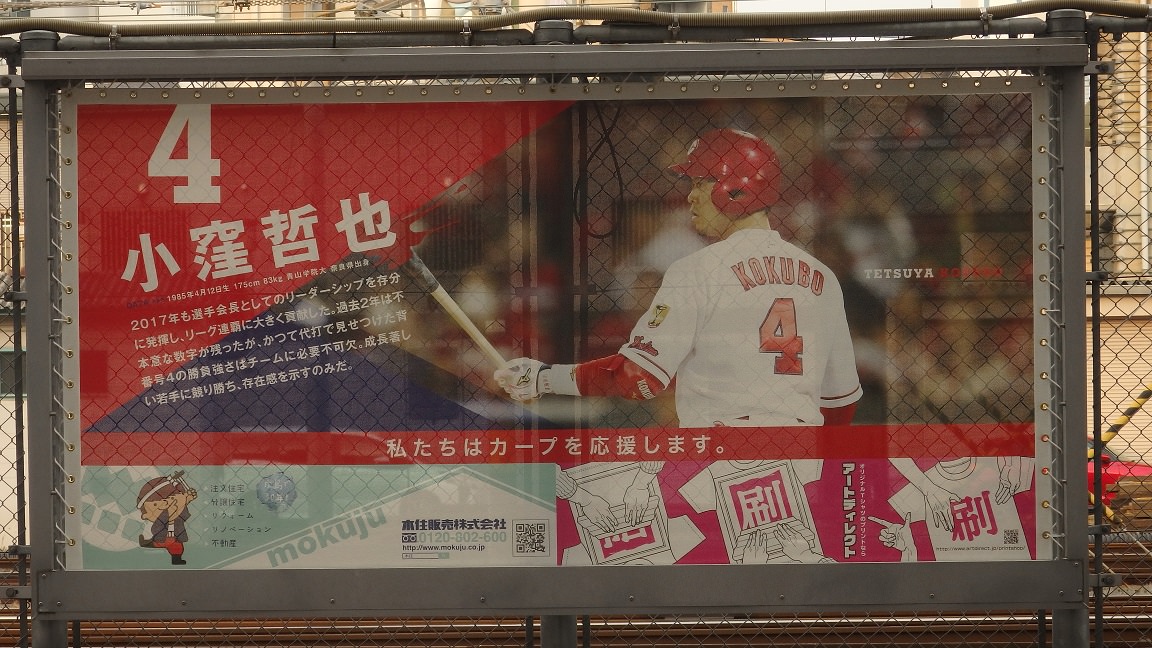 4
小窪哲也
1985年4月12日生 175cm 83kg 青山学院大 奈良県出身
2017年も選手会長としてのリーダーシップを存分
に発揮し、リーグ連覇に大きく貢献した。過去2年は不
本意な数字が残ったが、かつて代打で見せつけた背
番号4の勝負強さはチームに必要不可欠。成長著し
い若手に競り勝ち、存在感を示すのみだ。
KOKUBO
4
TETSUYA
私たちはカープを応援します。
注文住宅
分譲住宅
リフォーム
リノベーション
不動産
mokuju
木住販売株式会社
0120-802-600
http://www.mokuju.co.jp
刷
オリジナルTシャツのプリントなら
アートディレクト
刷
http://www.artdirect.jp/printanoo/